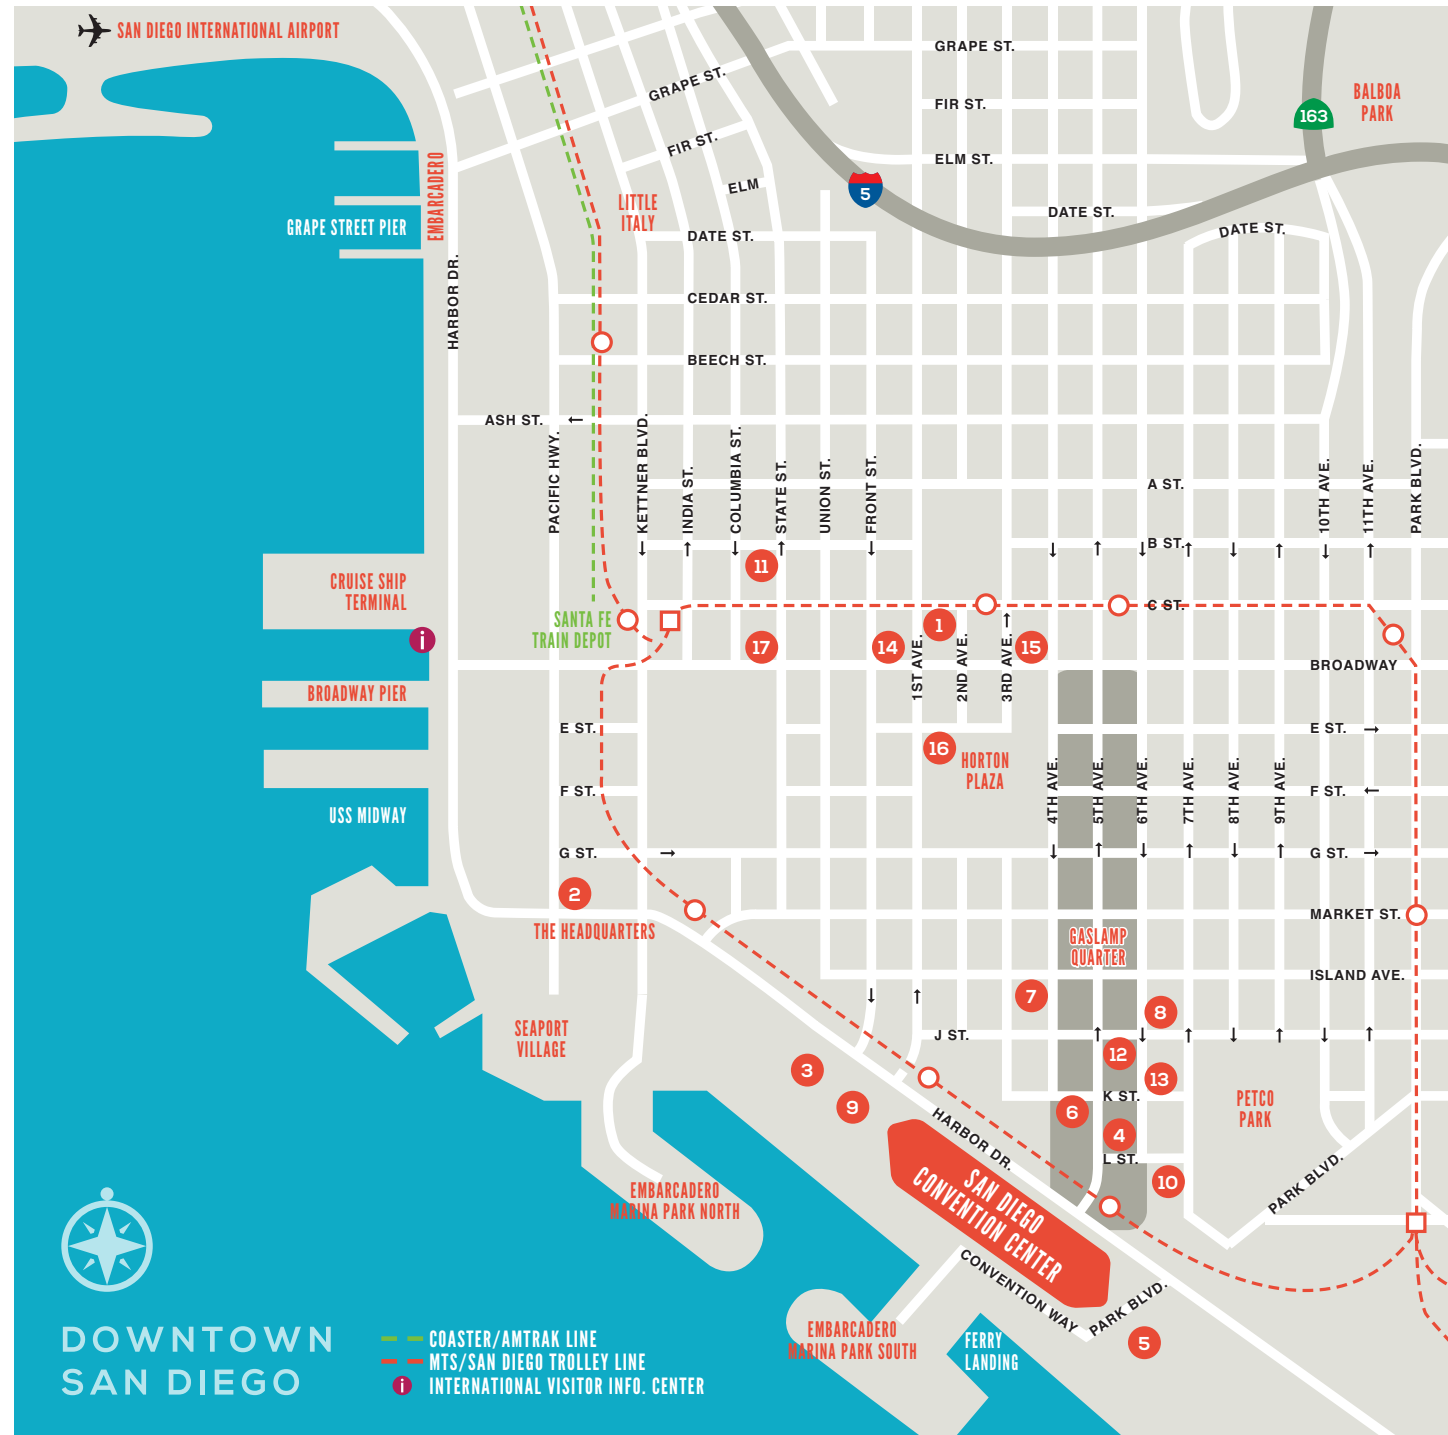 SAN DIEGO INTERNATIONAL AIRPORT
GRAPE ST.
GRAPE ST.
FIR ST.
FIR ST.
ELM ST.
ELM
163
BALBOA
PARK
5
EMBARCADERO
LITTLE
ITALY
GRAPE STREET PIER
DATE ST.
DATE ST.
DATE ST.
HARBOR DR.
CEDAR ST.
BEECH ST.
ASH ST.
PACIFIC HWY.
KETTNER BLVD.
INDIA ST.
COLUMBIA ST.
STATE ST.
UNION ST.
FRONT ST.
A ST.
B ST.
10TH AVE.
11TH AVE.
PARK BLVD.
11
CRUISE SHIP
TERMINAL
SANTA FE
TRAIN DEPOT
C ST.
i
17
14
1
15
1ST AVE.
2ND AVE.
3RD AVE.
BROADWAY
BROADWAY PIER
E ST.
E ST.
16
HORTON
PLAZA
4TH AVE.
5TH AVE.
6TH AVE.
7TH AVE.
8TH AVE.
9TH AVE.
F ST.
F ST.
USS MIDWAY
G ST.
G ST.
2
THE HEADQUARTERS
MARKET ST.
GASLAMP
QUARTER
ISLAND AVE.
7
8
SEAPORT
VILLAGE
J ST.
12
3
13
9
6
K ST.
PETCO
PARK
4
HARBOR DR.
L ST.
10
PARK BLVD.
SAN DIEGO
CONVENTION CENTER
EMBARCADERO
MARINA PARK NORTH
CONVENTION WAY
PARK BLVD.
5
EMBARCADERO
MARINA PARK SOUTH
FERRY
LANDING
DOWNTOWN
SAN DIEGO
COASTER/AMTRAK LINE
MTS/SAN DIEGO TROLLEY LINE
i INTERNATIONAL VISITOR INFO. CENTER